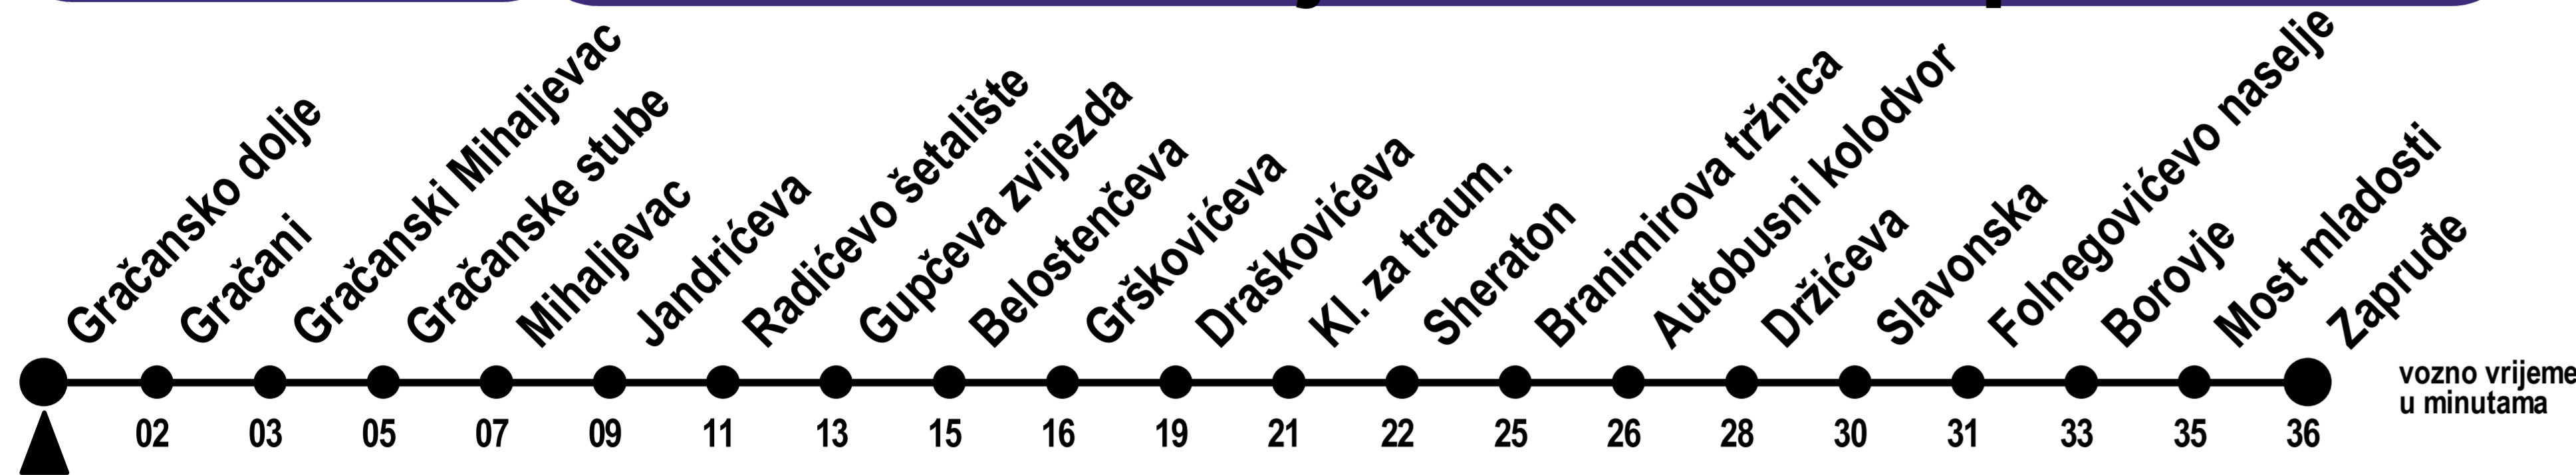 Gračansko dolje
Gračani
Gračanski Mihaljevac
Gračanske stube
Mihaljevac
Jandrićeva
Radićevo šetalište
Gupčeva zvijezda
Belostenčeva
Grškovićeva
Draškovićeva
Kl. za traum.
Sheraton
Branimirova tržnica
Autobusni kolodvor
Držićeva
Slavonska
Folnegovićevo naselje
Borovje
Most mladosti
Zapruđe
vozno vrijeme
u minutama
02 03 05 07 09 11 13 15 16 19 21 22 25 26 28 30 31 33 35 36